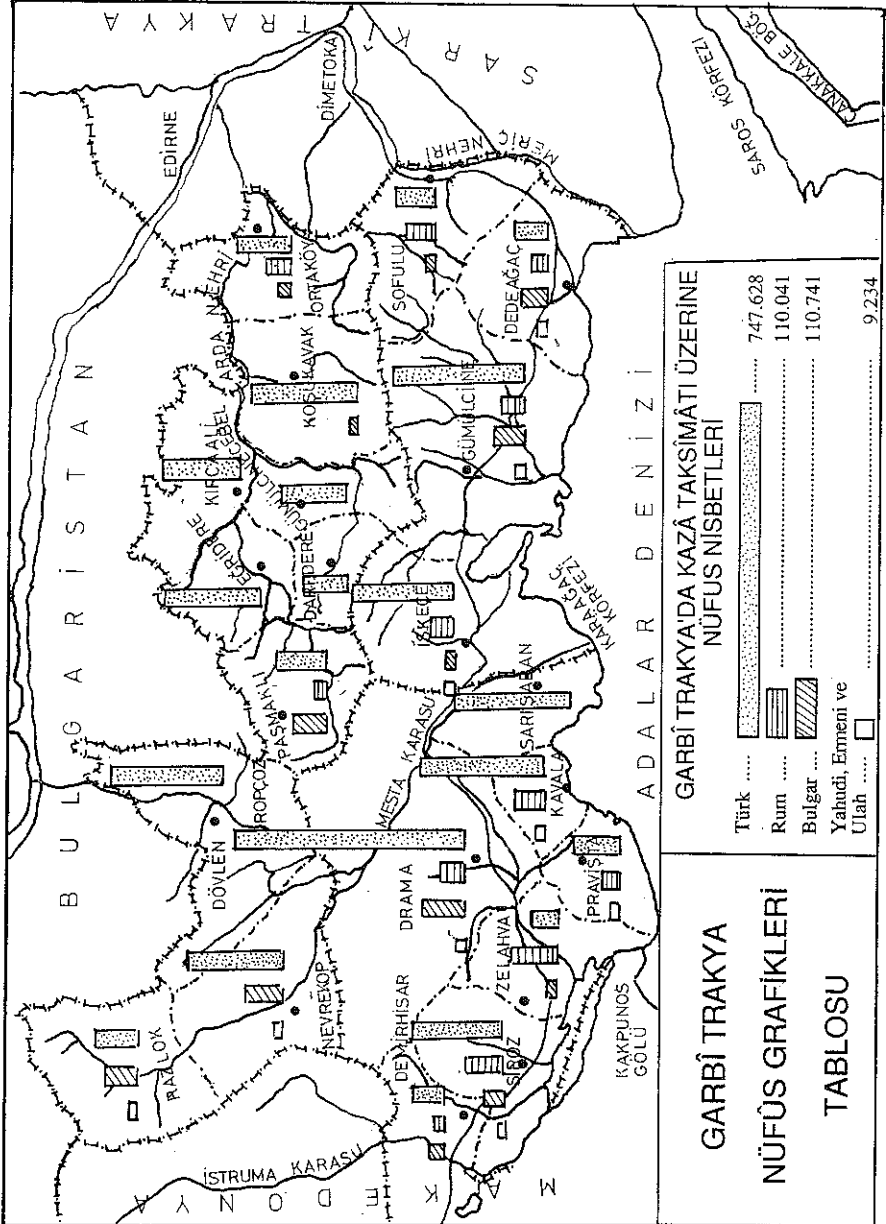 BULGARİSTAN
ŞARKÎ
TRAKYA
MAKEDONYA
ADALAR DENİZİ
EDİRNE
DİMETOKA
MERİÇ NEHRİ
SAROS KÖRFEZİ
ÇANAKKALE BOĞ.
ARDA NEHRİ
ORTAKÖY
SOFULU
DEDEAĞAÇ
KOŞUKAVAK
KIRCAALİ
GÜMÜLCİNE
EĞRİDERE
DARIDERE
İSKEÇE
KARAAĞAÇ
KÖRFEZİ
PAŞMAKLI
SARIŞABAN
MESTA KARASU
ROPÇOZ
DÖVLEN
KAVALA
DRAMA
PRAVİŞTA
ZELAHVA
NEVREKOP
DEMİRHİSAR
SİROZ
RAZLOK
İSTRUMA KARASU
KAKPUNOS
GÖLÜ
GARBÎ TRAKYA
NÜFÛS GRAFİKLERİ
TABLOSU
GARBÎ TRAKYA'DA KAZÂ TAKSÎMÂTI ÜZERİNE
NÜFUS NİSBETLERİ
Türk ..... 747.628
Rum ..... 110.041
Bulgar .... 110.741
Yahudi, Ermeni ve
Ulah ..... 9.234